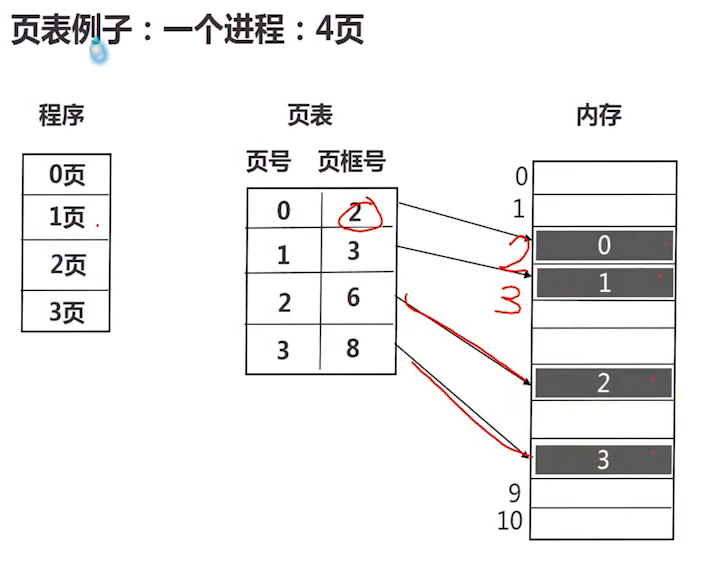 页表例子：一个进程：4页
程序 页表 内存
页号 页框号
0页
1页
2页
3页
0 2
1 3
2 6
3 8
0
1
2 0
3 1
2
3
9
10